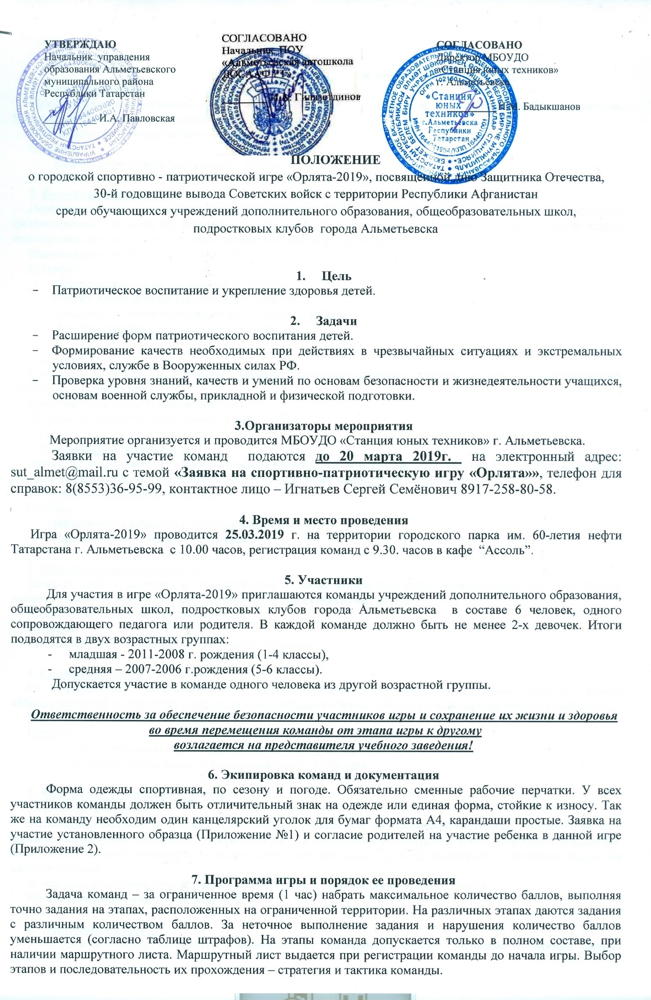 УТВЕРЖДАЮ
Начальник управления
образования Альметьевского
муниципального района
Республики Татарстан
И.А. Павловская
СОГЛАСОВАНО
Начальник ПОУ
«Альметьевская автошкола
ДОСААФ РТ»
И.А. Гилязетдинов
СОГЛАСОВАНО
Директор МБОУДО
«Станция юных техников»
г. Альметьевска
Н.М. Бадыкшанов
«Станция
юных
техников»
г.Альметьевска
Республики
Татарстан
ПОЛОЖЕНИЕ
о городской спортивно - патриотической игре «Орлята-2019», посвященной Дню Защитника Отечества,
30-й годовщине вывода Советских войск с территории Республики Афганистан
среди обучающихся учреждений дополнительного образования, общеобразовательных школ,
подростковых клубов города Альметьевска
1. Цель
- Патриотическое воспитание и укрепление здоровья детей.
2. Задачи
- Расширение форм патриотического воспитания детей.
- Формирование качеств необходимых при действиях в чрезвычайных ситуациях и экстремальных
условиях, службе в Вооруженных силах РФ.
- Проверка уровня знаний, качеств и умений по основам безопасности и жизнедеятельности учащихся,
основам военной службы, прикладной и физической подготовки.
3.Организаторы мероприятия
Мероприятие организуется и проводится МБОУДО «Станция юных техников» г. Альметьевска.
Заявки на участие команд подаются до 20 марта 2019г. на электронный адрес:
sut_almet@mail.ru с темой «Заявка на спортивно-патриотическую игру «Орлята»», телефон для
справок: 8(8553)36-95-99, контактное лицо – Игнатьев Сергей Семёнович 8917-258-80-58.
4. Время и место проведения
Игра «Орлята-2019» проводится 25.03.2019 г. на территории городского парка им. 60-летия нефти
Татарстана г. Альметьевска с 10.00 часов, регистрация команд с 9.30. часов в кафе “Ассоль”.
5. Участники
Для участия в игре «Орлята-2019» приглашаются команды учреждений дополнительного образования,
общеобразовательных школ, подростковых клубов города Альметьевска в составе 6 человек, одного
сопровождающего педагога или родителя. В каждой команде должно быть не менее 2-х девочек. Итоги
подводятся в двух возрастных группах:
- младшая - 2011-2008 г. рождения (1-4 классы),
- средняя – 2007-2006 г.рождения (5-6 классы).
Допускается участие в команде одного человека из другой возрастной группы.
Ответственность за обеспечение безопасности участников игры и сохранение их жизни и здоровья
во время перемещения команды от этапа игры к другому
возлагается на представителя учебного заведения!
6. Экипировка команд и документация
Форма одежды спортивная, по сезону и погоде. Обязательно сменные рабочие перчатки. У всех
участников команды должен быть отличительный знак на одежде или единая форма, стойкие к износу. Так
же на команду необходим один канцелярский уголок для бумаг формата А4, карандаши простые. Заявка на
участие установленного образца (Приложение №1) и согласие родителей на участие ребенка в данной игре
(Приложение 2).
7. Программа игры и порядок ее проведения
Задача команд – за ограниченное время (1 час) набрать максимальное количество баллов, выполняя
точно задания на этапах, расположенных на ограниченной территории. На различных этапах даются задания
с различным количеством баллов. За неточное выполнение задания и нарушения количество баллов
уменьшается (согласно таблице штрафов). На этапы команда допускается только в полном составе, при
наличии маршрутного листа. Маршрутный лист выдается при регистрации команды до начала игры. Выбор
этапов и последовательность их прохождения – стратегия и тактика команды.